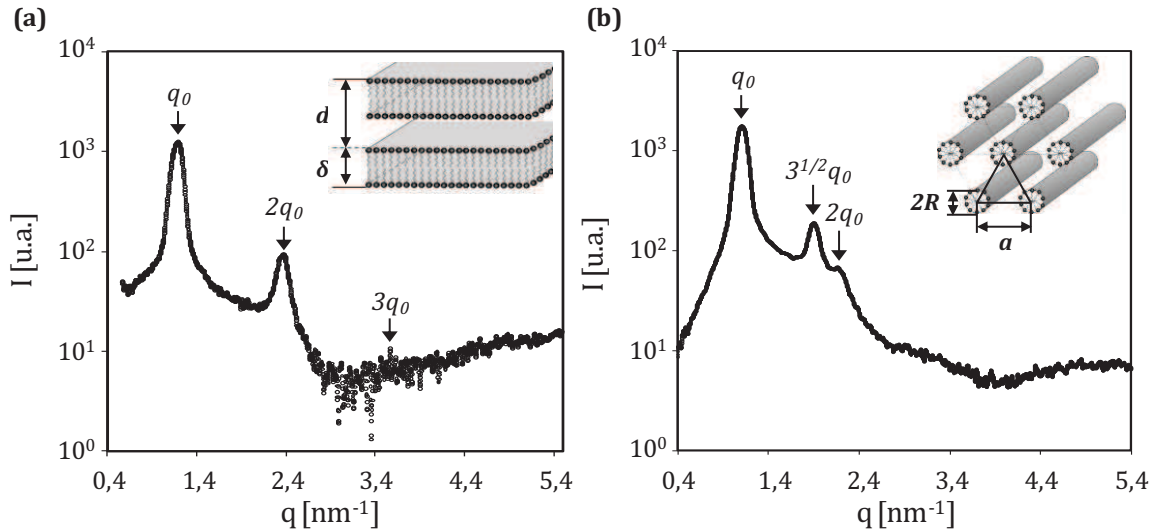 (a)
I [u.a.]
10⁴
10³
10²
10¹
10⁰
q₀
2q₀
3q₀
d
δ
0,4
1,4
2,4
3,4
4,4
5,4
q [nm⁻¹]
(b)
I [u.a.]
10⁴
10³
10²
10¹
10⁰
q₀
3^{1/2}q₀
2q₀
2R
a
0,4
1,4
2,4
3,4
4,4
5,4
q [nm⁻¹]